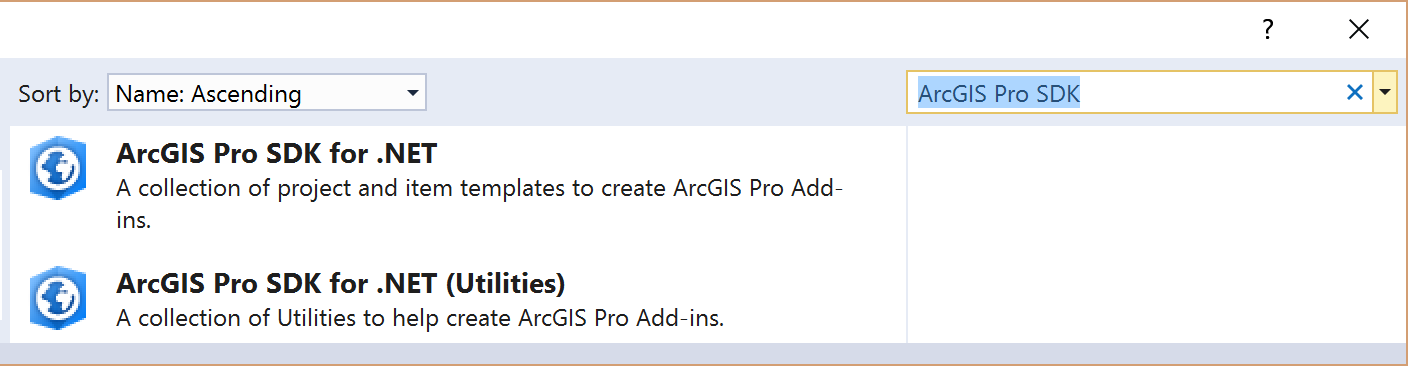 ?
Sort by: Name: Ascending ArcGIS Pro SDK
ArcGIS Pro SDK for .NET
A collection of project and item templates to create ArcGIS Pro Add-
ins.
ArcGIS Pro SDK for .NET (Utilities)
A collection of Utilities to help create ArcGIS Pro Add-ins.